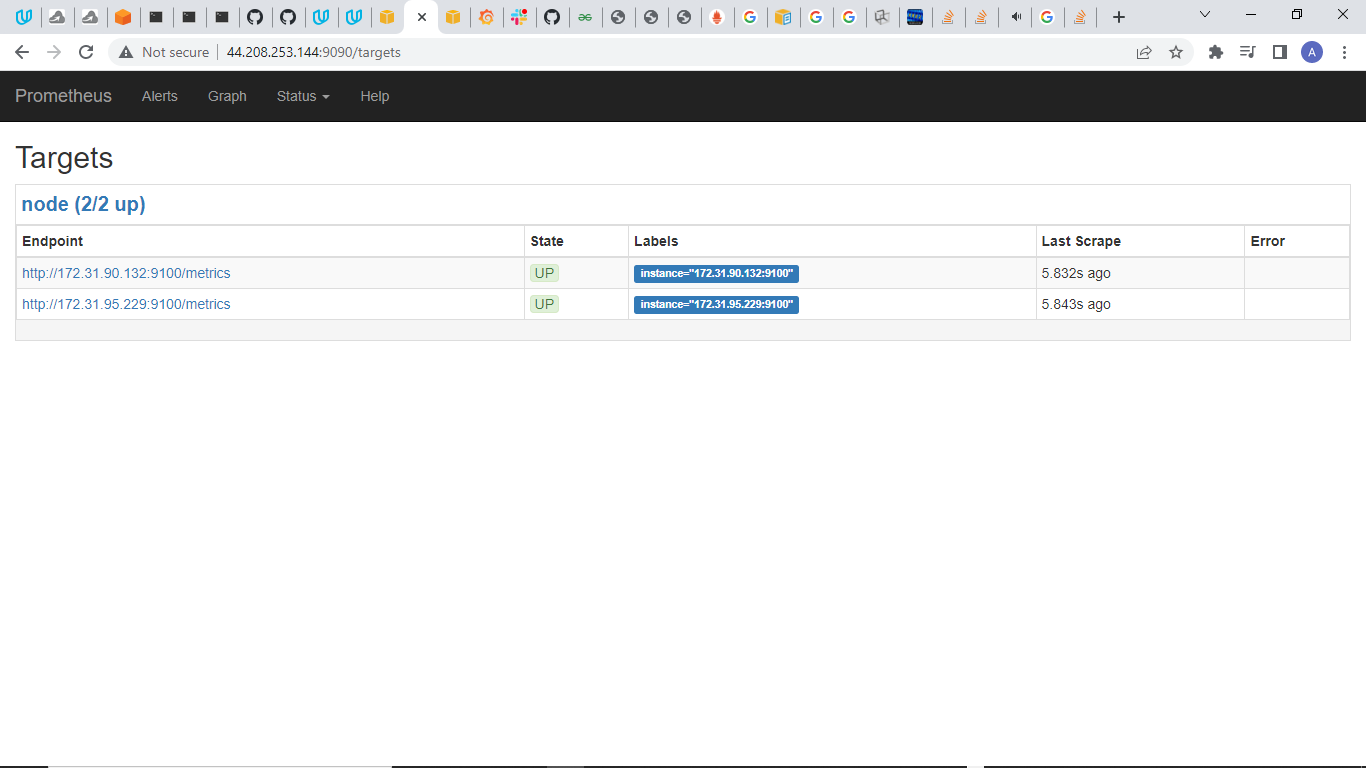 Not secure 44.208.253.144:9090/targets A
Prometheus Alerts Graph Status Help
Targets
node (2/2 up)
Endpoint State Labels Last Scrape Error
http://172.31.90.132:9100/metrics UP instance="172.31.90.132:9100" 5.832s ago
http://172.31.95.229:9100/metrics UP instance="172.31.95.229:9100" 5.843s ago